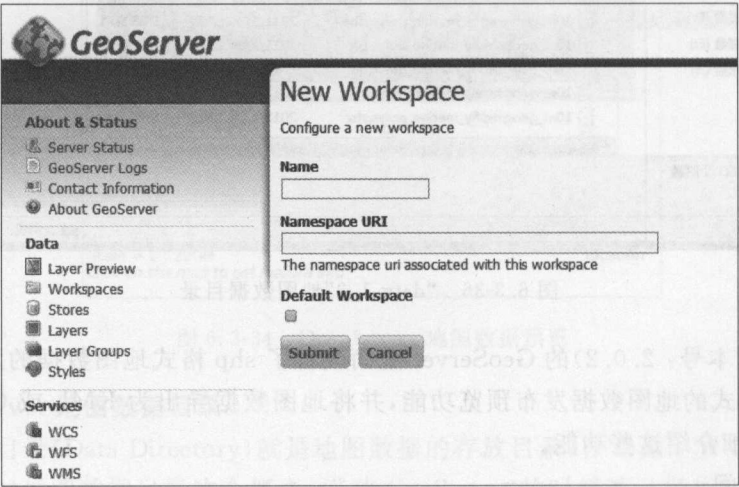 GeoServer
New Workspace
Configure a new workspace
Name
Namespace URI
The namespace uri associated with this workspace
Default Workspace
Submit Cancel
About & Status
Server Status
GeoServer Logs
Contact Information
About GeoServer
Data
Layer Preview
Workspaces
Stores
Layers
Layer Groups
Styles
Services
WCS
WFS
WMS